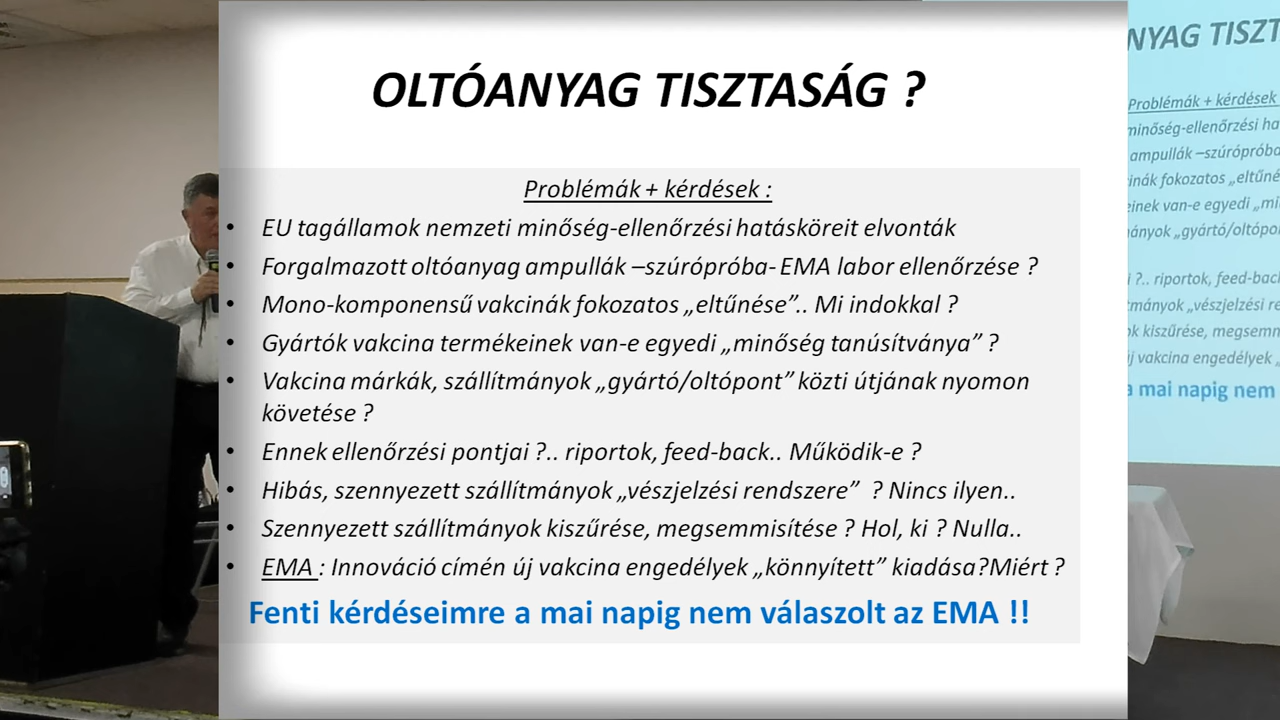 OLTÓANYAG TISZTASÁG ?
Problémák + kérdések :
• EU tagállamok nemzeti minőség-ellenőrzési hatásköreit elvonták
• Forgalmazott oltóanyag ampullák –szúrópróba- EMA labor ellenőrzése ?
• Mono-komponensű vakcinák fokozatos „eltűnése”.. Mi indokkal ?
• Gyártók vakcina termékeinek van-e egyedi „minőség tanúsítványa” ?
• Vakcina márkák, szállítmányok „gyártó/oltópont” közti útjának nyomon
követése ?
• Ennek ellenőrzési pontjai ?.. riportok, feed-back.. Működik-e ?
• Hibás, szennyezett szállítmányok „vészjelzési rendszere” ? Nincs ilyen..
• Szennyezett szállítmányok kiszűrése, megsemmisítése ? Hol, ki ? Nulla..
• EMA : Innováció címén új vakcina engedélyek „könnyített” kiadása?Miért ?
Fenti kérdéseimre a mai napig nem válaszolt az EMA !!
NYAG TISZT
Problémák + kérdések
minőség-ellenőrzési ha
ampullák –szúrópróba
cinák fokozatos „eltűné
einek van-e egyedi „mi
mányok „gyártó/oltópo
i ?.. riportok, feed-back
tmányok „vészjelzési re
ok kiszűrése, megsemm
új vakcina engedélyek „
a mai napig nem